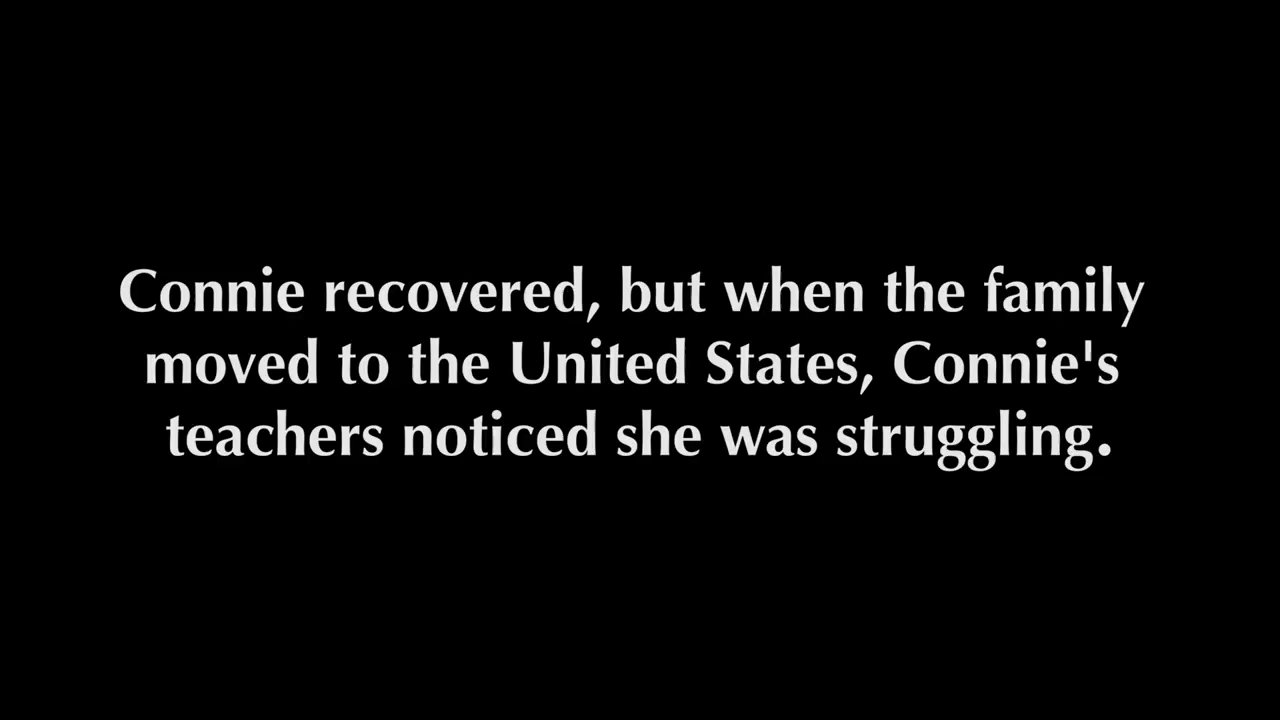 Connie recovered, but when the family
moved to the United States, Connie's
teachers noticed she was struggling.